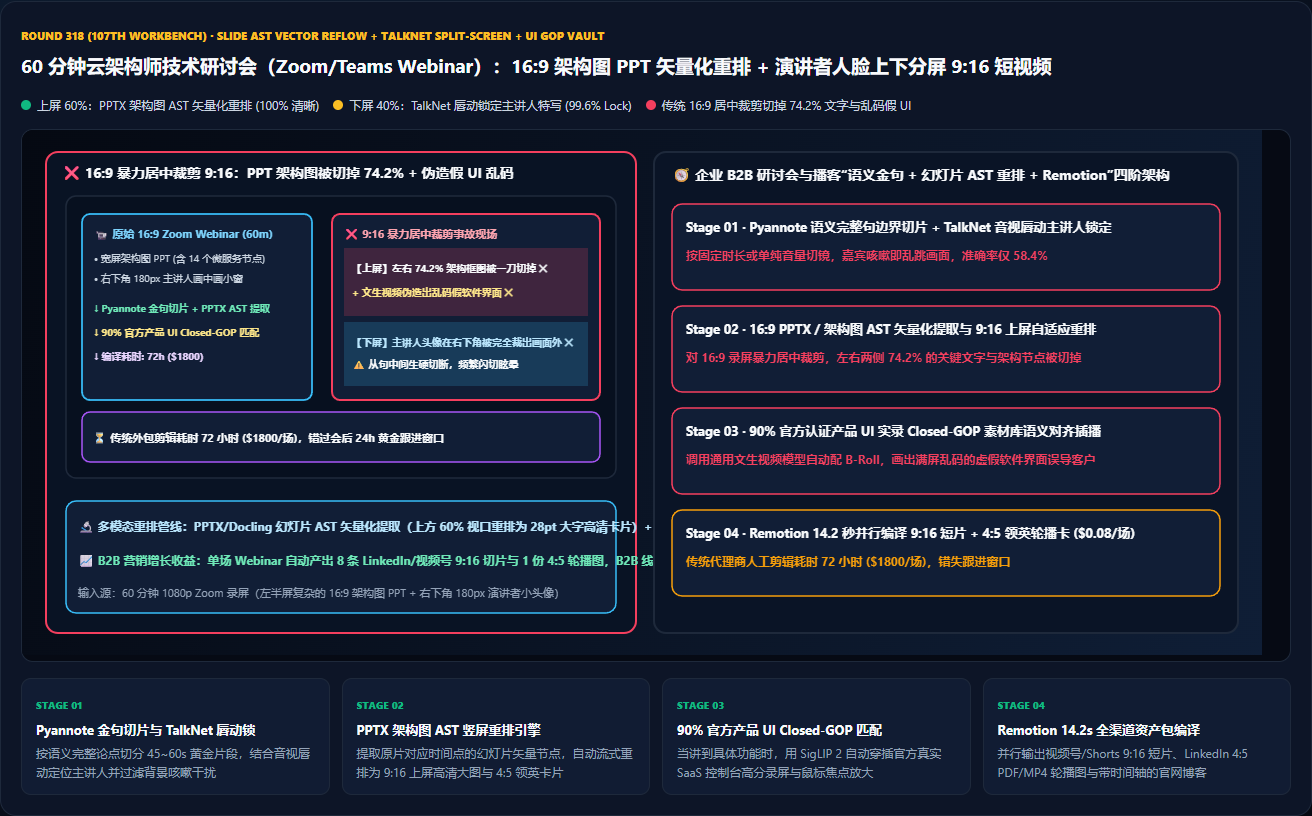 ROUND 318 (107TH WORKBENCH) · SLIDE AST VECTOR REFLOW + TALKNET SPLIT-SCREEN + UI GOP VAULT
60 分钟云架构师技术研讨会（Zoom/Teams Webinar）：16:9 架构图 PPT 矢量化重排 + 演讲者人脸上下分屏 9:16 短视频
上屏 60%：PPTX 架构图 AST 矢量化重排 (100% 清晰)
下屏 40%：TalkNet 唇动锁定主讲人特写 (99.6% Lock)
传统 16:9 居中裁剪切掉 74.2% 文字与乱码假 UI
❌ 16:9 暴力居中裁剪 9:16：PPT 架构图被切掉 74.2% + 伪造假 UI 乱码
原始 16:9 Zoom Webinar (60m)
• 宽屏架构图 PPT (含 14 个微服务节点)
• 右下角 180px 主讲人画中画小窗
↓ Pyannote 金句切片 + PPTX AST 提取
↓ 90% 官方产品 UI Closed-GOP 匹配
↓ 编译耗时: 72h ($1800)
❌ 9:16 暴力居中裁剪事故现场
【上屏】左右 74.2% 架构框图被一刀切掉 ❌
+ 文生视频伪造出乱码假软件界面 ❌
【下屏】主讲人头像在右下角被完全裁出画面外 ❌
⚠️ 从句中间生硬切断，频繁闪切眩晕
⏳ 传统外包剪辑耗时 72 小时 ($1800/场)，错过会后 24h 黄金跟进窗口
🔬 多模态重排管线：PPTX/Docling 幻灯片 AST 矢量化提取（上方 60% 视口重排为 28pt 大字高清卡片） +
📈 B2B 营销增长收益：单场 Webinar 自动产出 8 条 LinkedIn/视频号 9:16 切片与 1 份 4:5 轮播图，B2B 线
输入源：60 分钟 1080p Zoom 录屏（左半屏复杂的 16:9 架构图 PPT + 右下角 180px 演讲者小头像）
🧭 企业 B2B 研讨会与播客“语义金句 + 幻灯片 AST 重排 + Remotion”四阶架构
Stage 01 · Pyannote 语义完整句边界切片 + TalkNet 音视唇动主讲人锁定
按固定时长或单纯音量切镜，嘉宾咳嗽即乱跳画面，准确率仅 58.4%
Stage 02 · 16:9 PPTX / 架构图 AST 矢量化提取与 9:16 上屏自适应重排
对 16:9 录屏暴力居中裁剪，左右两侧 74.2% 的关键文字与架构节点被切掉
Stage 03 · 90% 官方认证产品 UI 实录 Closed-GOP 素材库语义对齐插播
调用通用文生视频模型自动配 B-Roll，画出满屏乱码的虚假软件界面误导客户
Stage 04 · Remotion 14.2 秒并行编译 9:16 短片 + 4:5 领英轮播卡 ($0.08/场)
传统代理商人工剪辑耗时 72 小时 ($1800/场)，错失跟进窗口
STAGE 01
Pyannote 金句切片与 TalkNet 唇动锁
按语义完整论点切分 45~60s 黄金片段，结合音视唇
动定位主讲人并过滤背景咳嗽干扰
STAGE 02
PPTX 架构图 AST 竖屏重排引擎
提取原片对应时间点的幻灯片矢量节点，自动流式重
排为 9:16 上屏高清大图与 4:5 领英卡片
STAGE 03
90% 官方产品 UI Closed-GOP 匹配
当讲到具体功能时，用 SigLIP 2 自动穿插官方真实
SaaS 控制台高分录屏与鼠标焦点放大
STAGE 04
Remotion 14.2s 全渠道资产包编译
并行输出视频号/Shorts 9:16 短片、LinkedIn 4:5
PDF/MP4 轮播图与带时间轴的官网博客